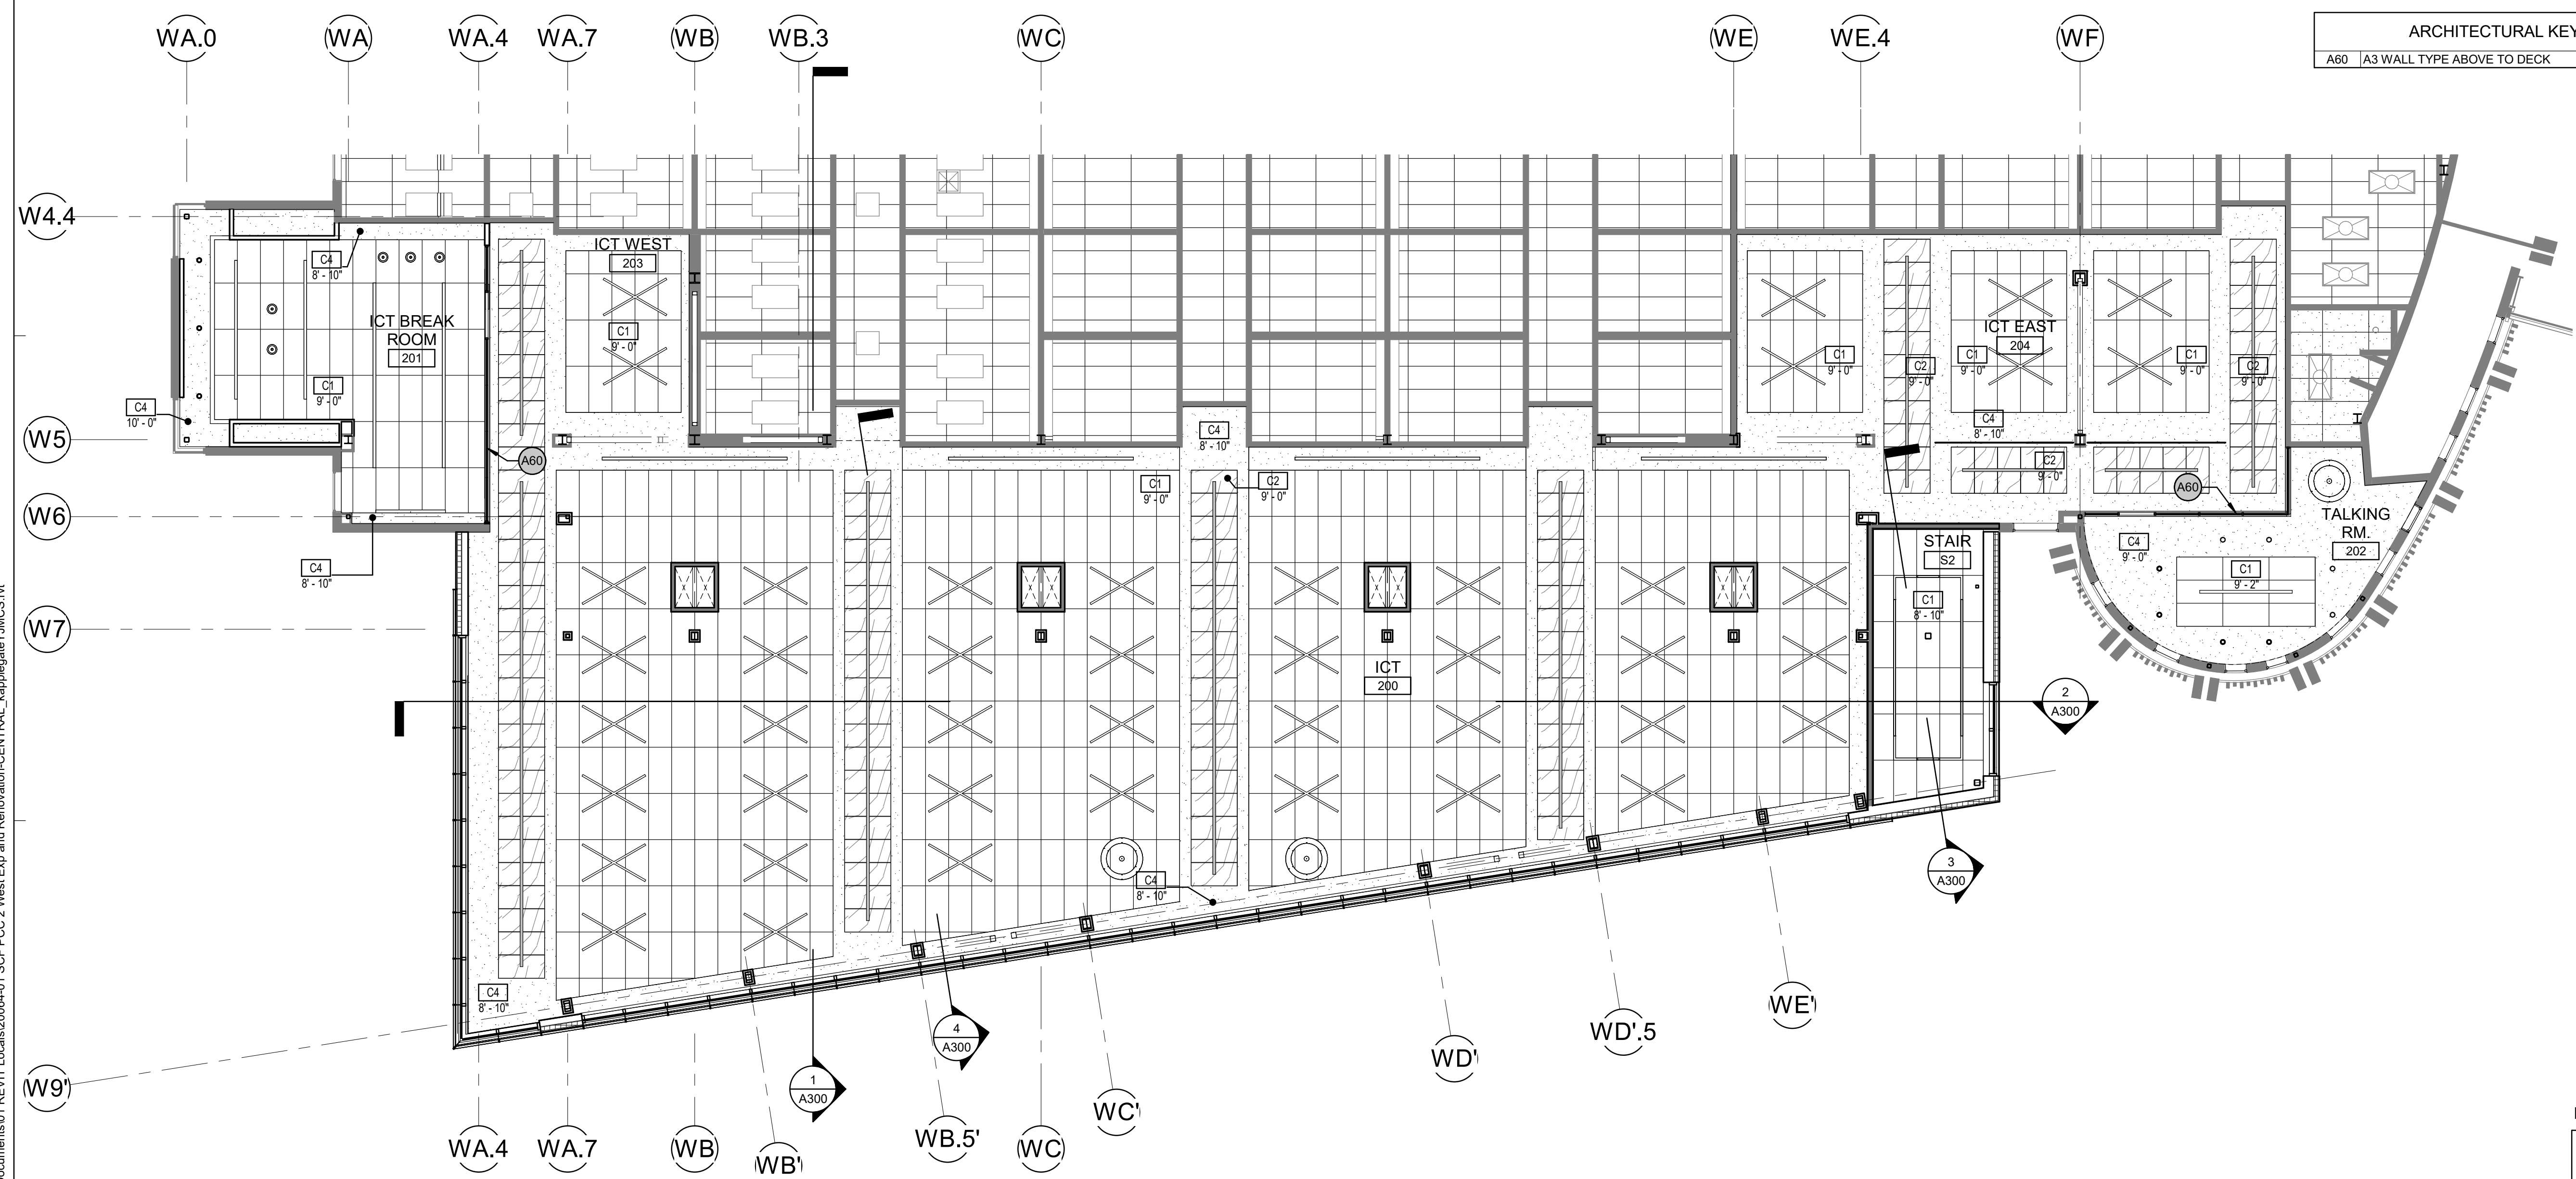 WA.0
WA
WA.4
WA.7
WB
WB.3
WC
WE
WE.4
WF
ARCHITECTURAL KEY
A60
A3 WALL TYPE ABOVE TO DECK
W4.4
C4
8' - 10"
ICT WEST
203
C1
9' - 0"
ICT BREAK
ROOM
201
C1
9' - 0"
C4
10' - 0"
C1
9' - 0"
C2
9' - 0"
C1
9' - 0"
ICT EAST
204
C1
9' - 0"
C2
9' - 0"
C4
8' - 10"
C4
8' - 10"
W5
A60
C1
9' - 0"
C2
9' - 0"
C2
9' - 0"
A60
W6
C4
8' - 10"
TALKING
RM.
202
STAIR
S2
C4
9' - 0"
C1
9' - 2"
C1
8' - 10"
W7
ICT
200
2
A300
3
A300
C4
8' - 10"
C4
8' - 10"
4
A300
1
A300
W9'
WE'
WD'.5
WD'
WC'
WA.4
WA.7
WB
WB'
WB.5'
WC